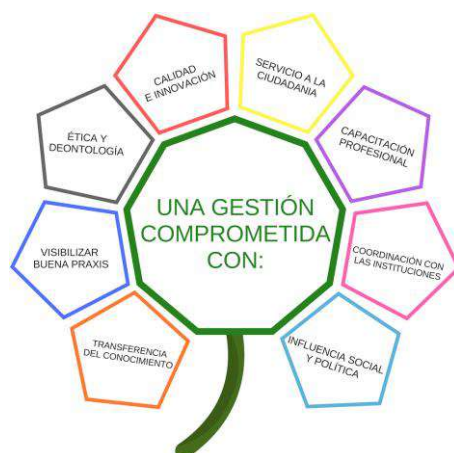 UNA GESTIÓN
COMPROMETIDA
CON:
TRANSFERENCIA
DEL CONOCIMIENTO
VISIBILIZAR
BUENA PRAXIS
ÉTICA Y
DEONTOLOGÍA
CALIDAD
E INNOVACIÓN
SERVICIO A LA
CIUDADANIA
CAPACITACIÓN
PROFESIONAL
COORDINACIÓN CON
LAS INSTITUCIONES
INFLUENCIA SOCIAL
Y POLÍTICA